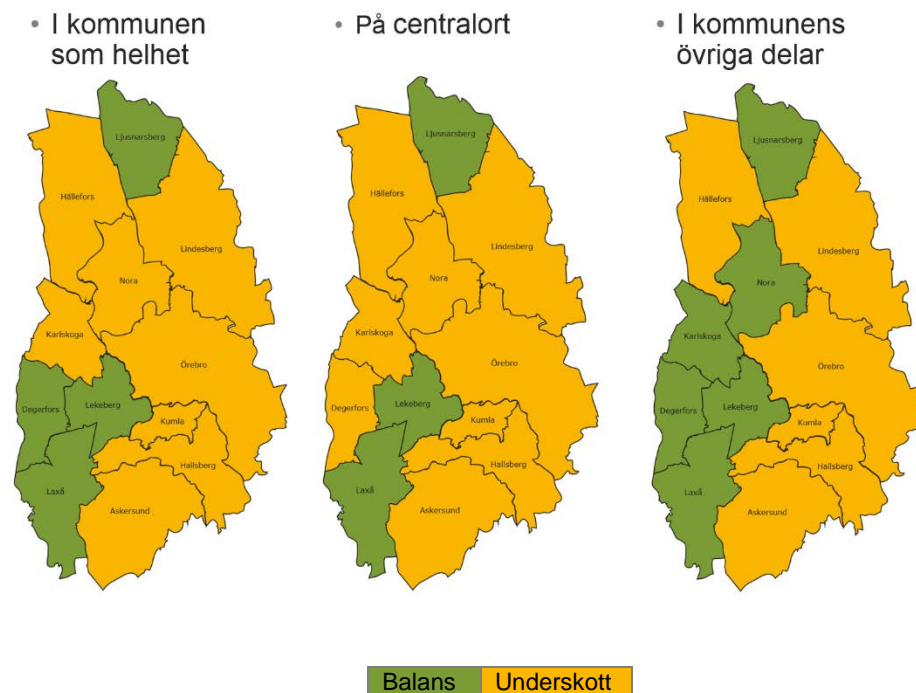 • I kommunen
som helhet
• På centralort
• I kommunens
övriga delar
Ljusnarsberg
Hällefors
Lindesberg
Nora
Karlskoga
Örebro
Degerfors
Lekeberg
Kumla
Hallsberg
Laxå
Askersund
Ljusnarsberg
Hällefors
Lindesberg
Nora
Karlskoga
Örebro
Degerfors
Lekeberg
Kumla
Hallsberg
Laxå
Askersund
Ljusnarsberg
Hällefors
Lindesberg
Nora
Karlskoga
Örebro
Degerfors
Lekeberg
Kumla
Hallsberg
Laxå
Askersund
Balans Underskott